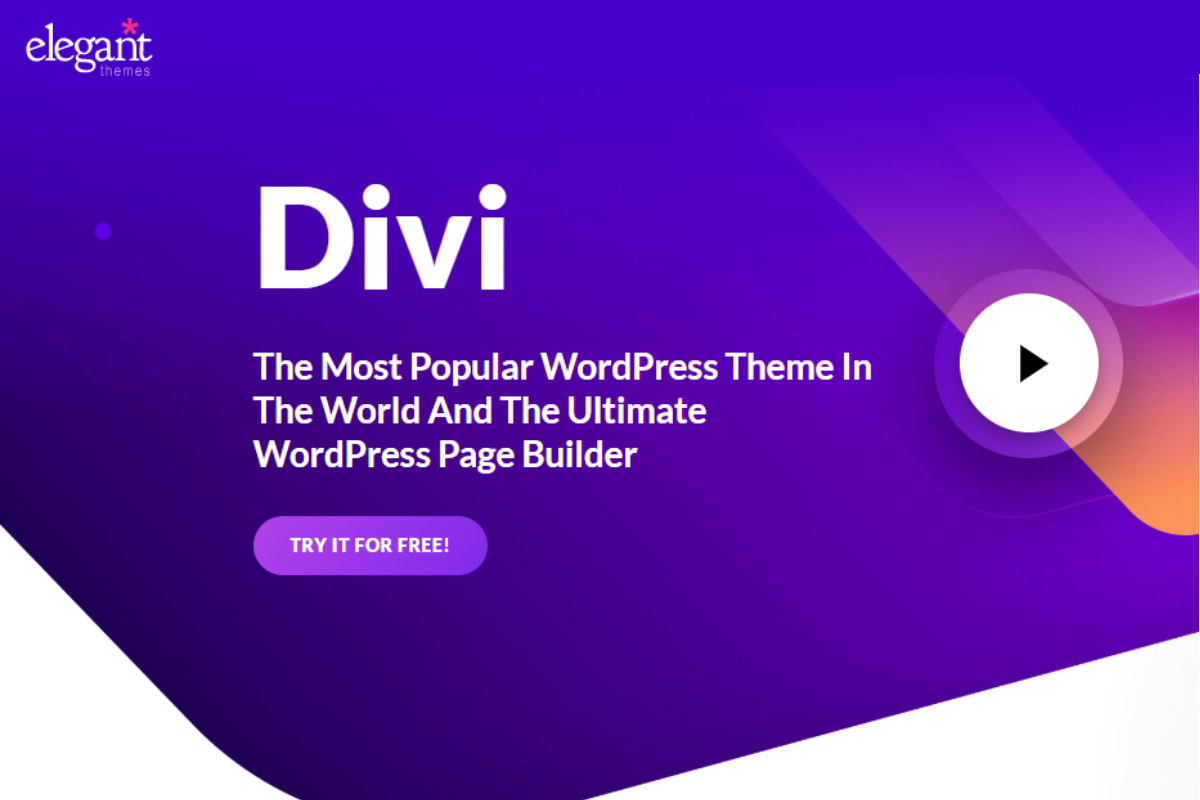 elegant
themes
Divi
The Most Popular WordPress Theme In
The World And The Ultimate
WordPress Page Builder
TRY IT FOR FREE!